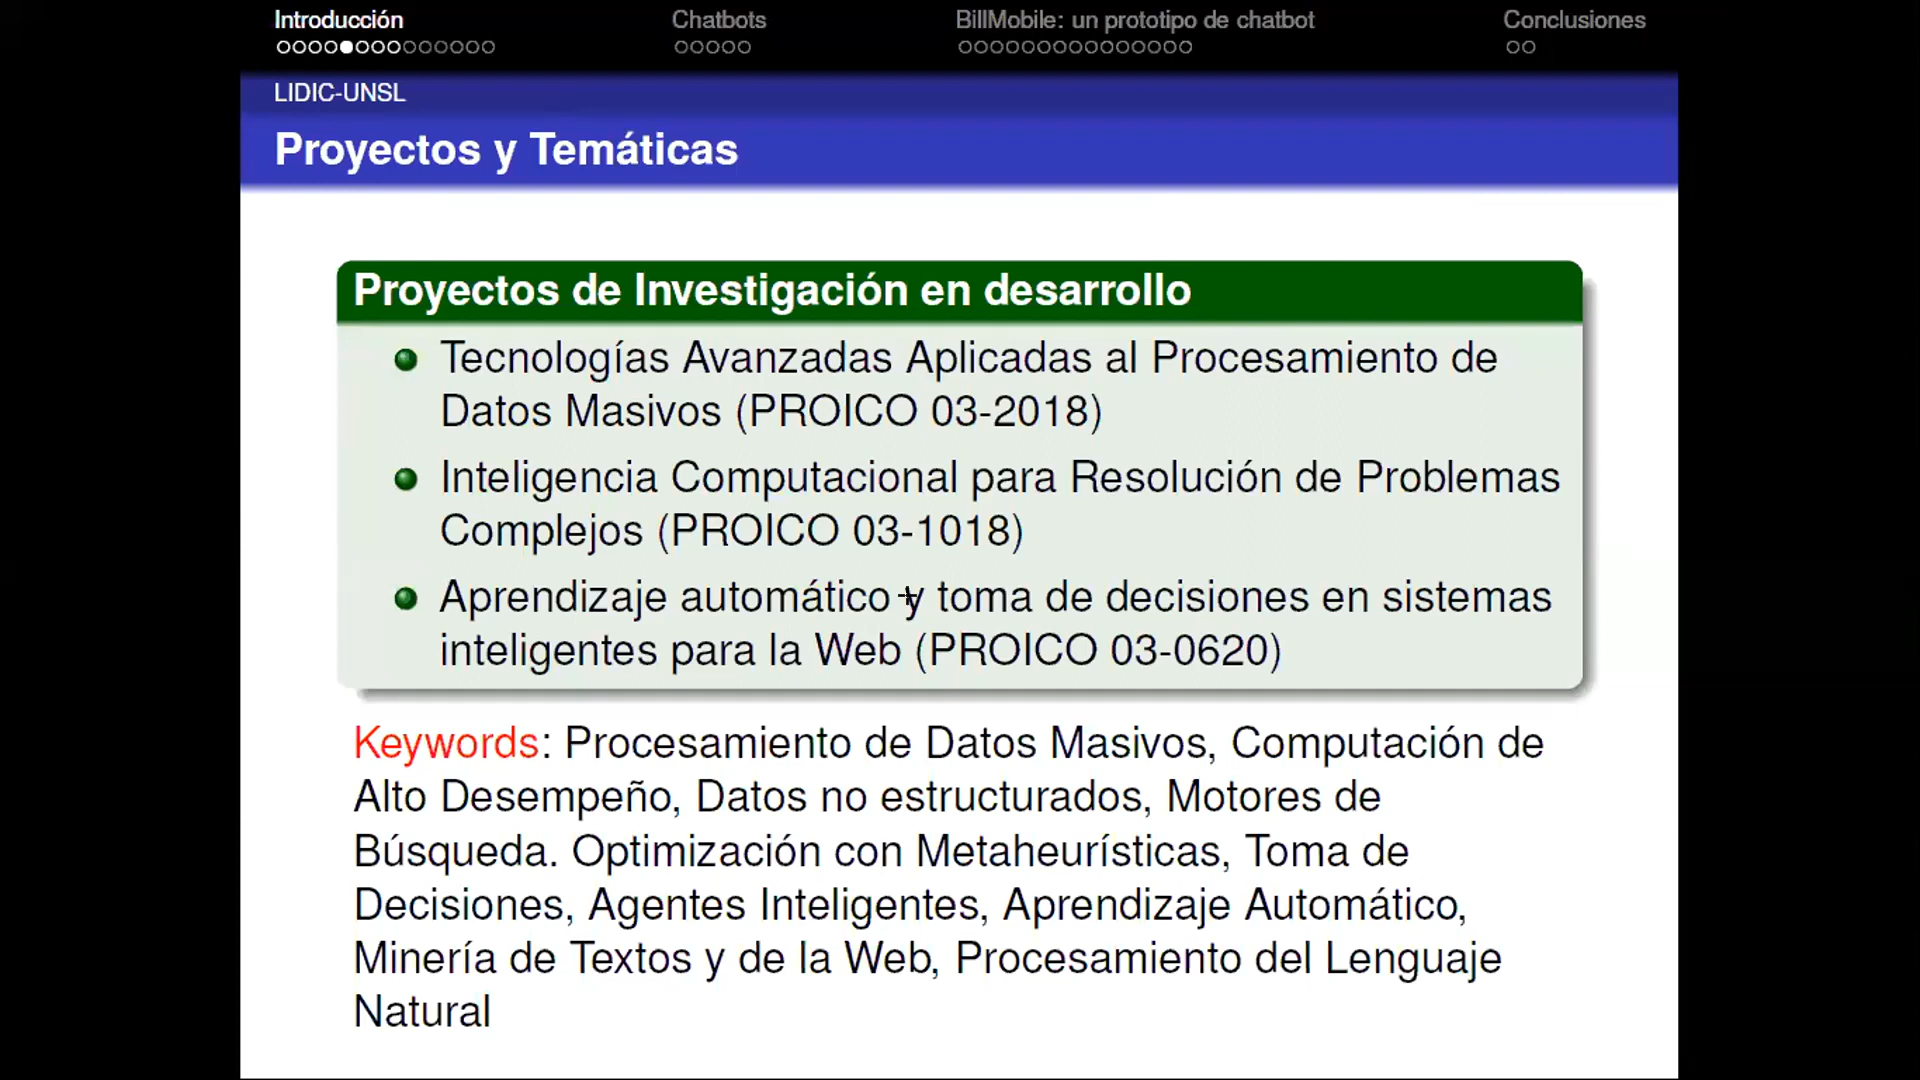 Introducción Chatbots BillMobile: un prototipo de chatbot Conclusiones
LIDIC-UNSL
Proyectos y Temáticas
Proyectos de Investigación en desarrollo
Tecnologías Avanzadas Aplicadas al Procesamiento de
Datos Masivos (PROICO 03-2018)
Inteligencia Computacional para Resolución de Problemas
Complejos (PROICO 03-1018)
Aprendizaje automático y toma de decisiones en sistemas
inteligentes para la Web (PROICO 03-0620)
Keywords: Procesamiento de Datos Masivos, Computación de
Alto Desempeño, Datos no estructurados, Motores de
Búsqueda. Optimización con Metaheurísticas, Toma de
Decisiones, Agentes Inteligentes, Aprendizaje Automático,
Minería de Textos y de la Web, Procesamiento del Lenguaje
Natural